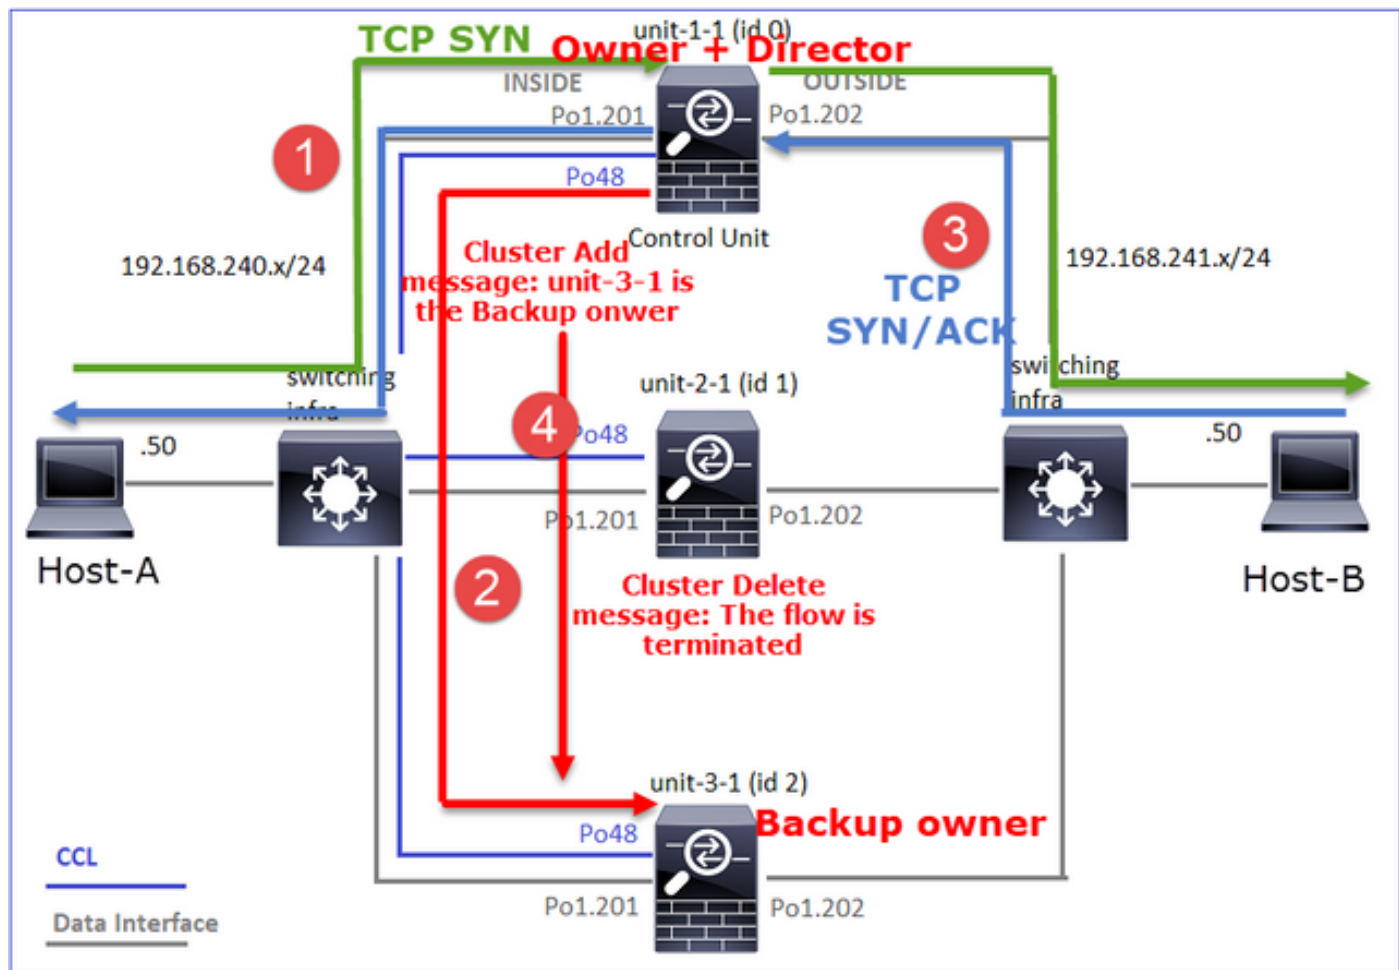 unit-1-1 (id 0)
TCP SYN
Owner + Director
INSIDE
OUTSIDE
Po1.201
Po1.202
1
Po48
3
Control Unit
Cluster Add
message: unit-3-1 is
the Backup onwer
192.168.240.x/24
192.168.241.x/24
TCP
SYN/ACK
switching
infra
switching
infra
unit-2-1 (id 1)
4
Po48
.50
.50
Po1.201
Po1.202
Host-A
Host-B
2
Cluster Delete
message: The flow is
terminated
unit-3-1 (id 2)
Backup owner
Po48
CCL
Po1.201
Po1.202
Data Interface